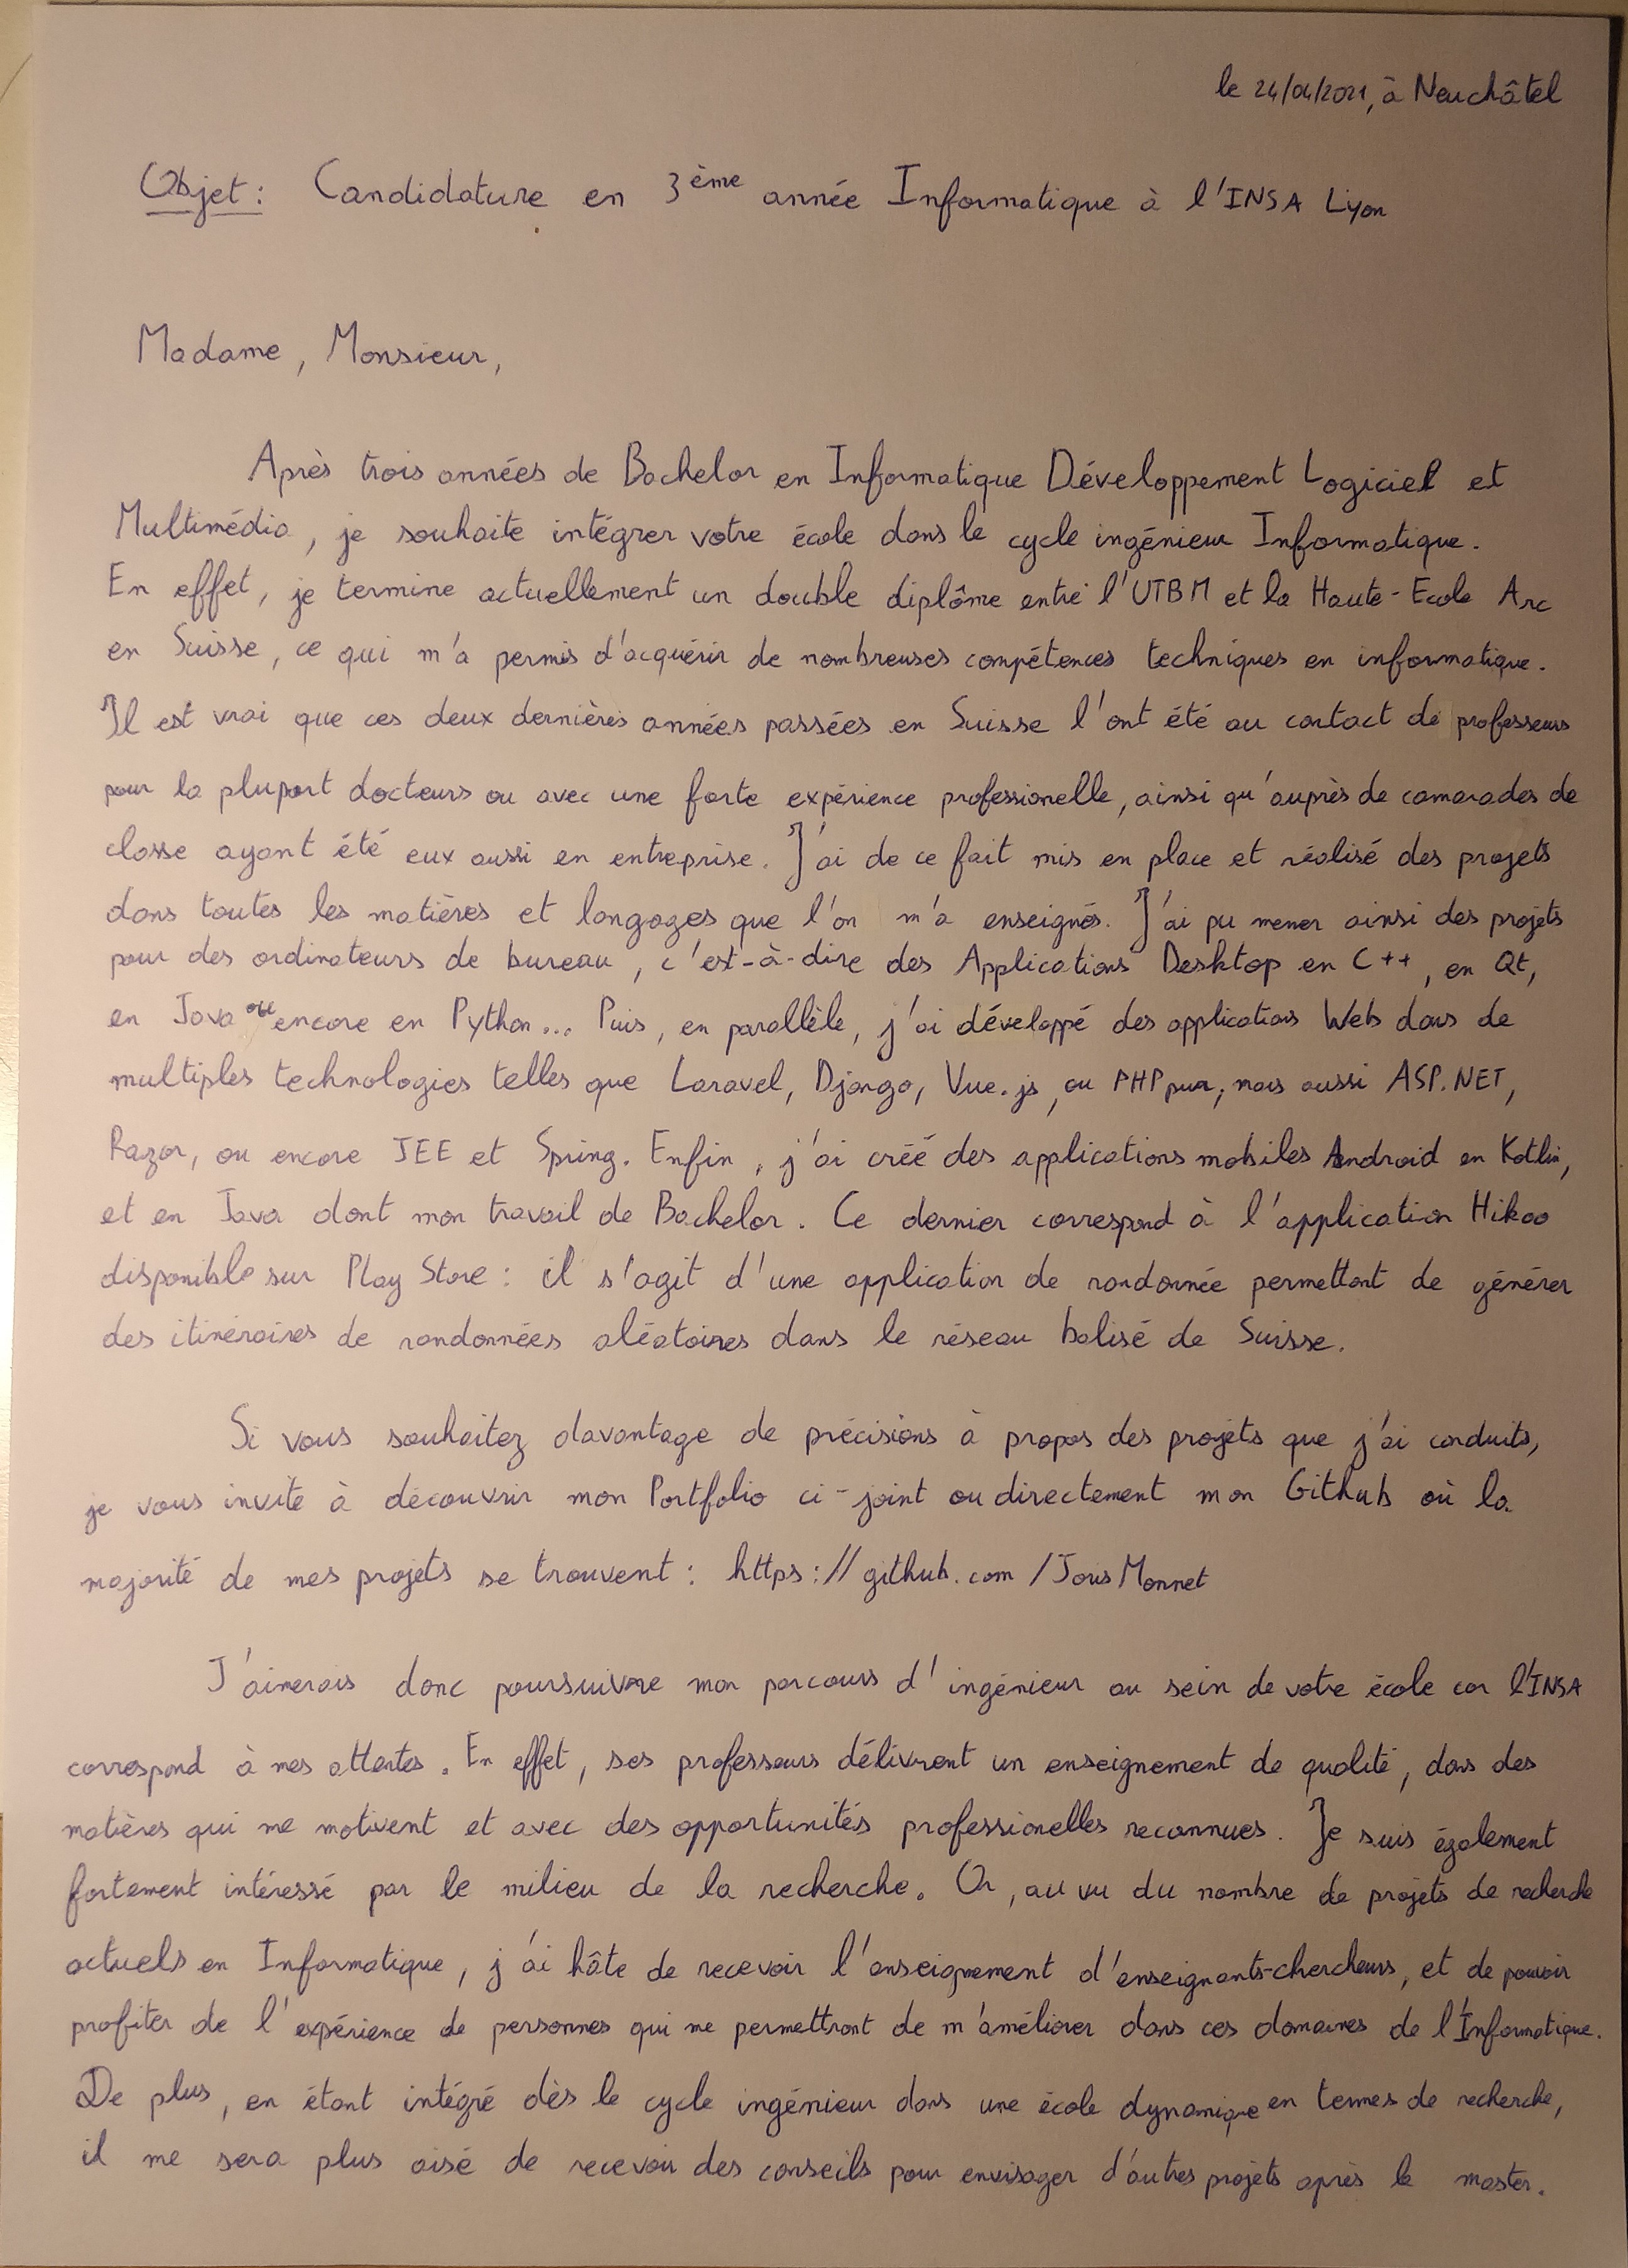 le 24/04/2021, à Neuchâtel
Objet : Candidature en 3ème année Informatique à l'INSA Lyon
Madame, Monsieur,
Après trois années de Bachelor en Informatique Développement Logiciel et
Multimédia, je souhaite intégrer votre école dans le cycle ingénieur Informatique.
En effet, je termine actuellement un double diplôme entre l'UTBM et la Haute-Ecole Arc
en Suisse, ce qui m'a permis d'acquérir de nombreuses compétences techniques en informatique.
Il est vrai que ces deux dernières années passées en Suisse l'ont été au contact de professeurs
pour la plupart docteurs ou avec une forte expérience professionelle, ainsi qu'auprès de camarades de
classe ayant été eux aussi en entreprise. J'ai de ce fait mis en place et réalisé des projets
dans toutes les matières et langages que l'on m'a enseignés. J'ai pu mener ainsi des projets
pour des ordinateurs de bureau, c'est-à-dire des Applications Desktop en C++, en Qt,
en Java ou encore en Python... Puis, en parallèle, j'ai développé des applications Web dans de
multiples technologies telles que Laravel, Django, Vue.js, ou PHP pur, mais aussi ASP.NET,
Razor, ou encore JEE et Spring. Enfin, j'ai créé des applications mobiles Android en Kotlin,
et en Java dont mon travail de Bachelor. Ce dernier correspond à l'application Hikoo
disponible sur Play Store : il s'agit d'une application de randonnée permettant de générer
des itinéraires de randonnées aléatoires dans le réseau balisé de Suisse.
Si vous souhaitez davantage de précisions à propos des projets que j'ai conduits,
je vous invite à découvrir mon Portfolio ci-joint ou directement mon Github où la
majorité de mes projets se trouvent : https://github.com/JorisMonnet
J'aimerais donc poursuivre mon parcours d'ingénieur au sein de votre école car l'INSA
correspond à mes attentes. En effet, ses professeurs délivrent un enseignement de qualité, dans des
matières qui me motivent et avec des opportunités professionelles reconnues. Je suis également
fortement intéressé par le milieu de la recherche. Or, au vu du nombre de projets de recherche
actuels en Informatique, j'ai hâte de recevoir l'enseignement d'enseignants-chercheurs, et de pouvoir
profiter de l'expérience de personnes qui me permettront de m'améliorer dans ces domaines de l'Informatique.
De plus, en étant intégré dès le cycle ingénieur dans une école dynamique en termes de recherche,
il me sera plus aisé de recevoir des conseils pour envisager d'autres projets après le master.